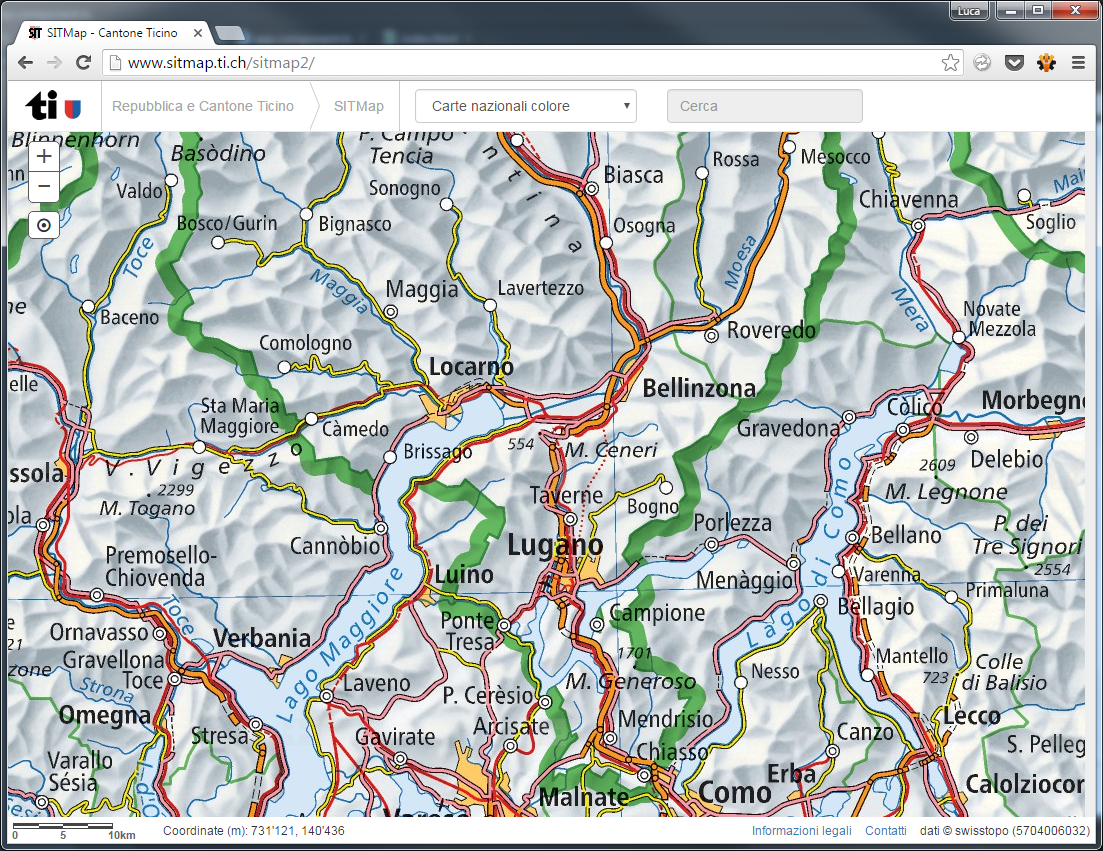 Luca
SIT SITMap - Cantone Ticino
www.sitmap.ti.ch/sitmap2/
ti
Repubblica e Cantone Ticino
SITMap
Carte nazionali colore
Cerca
Blinnenhorn
Basòdino
P. Campo
Tencia
Biasca
Rossa
Mesocco
Chiavenna
Soglio
Valdo
Sonogno
Bosco/Gurin
Bignasco
Osogna
Toce
Maggia
Maggia
Lavertezzo
Moesa
Mera
Novate
Mezzola
Baceno
Comologno
Roveredo
Locarno
Bellinzona
Sta Maria
Maggiore
Càmedo
Gravedona
Còlico
Morbegn
Brissago
554
M. Ceneri
V. Vigezzo
2299
M. Togano
2609
Delebio
M. Legnone
Taverne
Bogno
Porlezza
P. dei
Tre Signori
2554
Cannòbio
Lugano
Bellano
Premosello-
Chiovenda
Luino
Menàggio
Varenna
Primaluna
Toce
Lago Maggiore
Ponte
Tresa
Campione
Lago di Como
Bellagio
Ornavasso
Verbania
Gravellona
Toce
1701
M. Generoso
Nesso
Mantello
723
Colle
di Balisio
Strona
Laveno
P. Cerèsio
Omegna
Stresa
Gavirate
Arcisate
Mendrisio
Canzo
Lecco
Varallo
Sésia
Chiasso
Erba
S. Pelleg
Malnate
Como
Calolziocor
0 5 10km
Coordinate (m): 731'121, 140'436
Informazioni legali
Contatti
dati © swisstopo (5704006032)